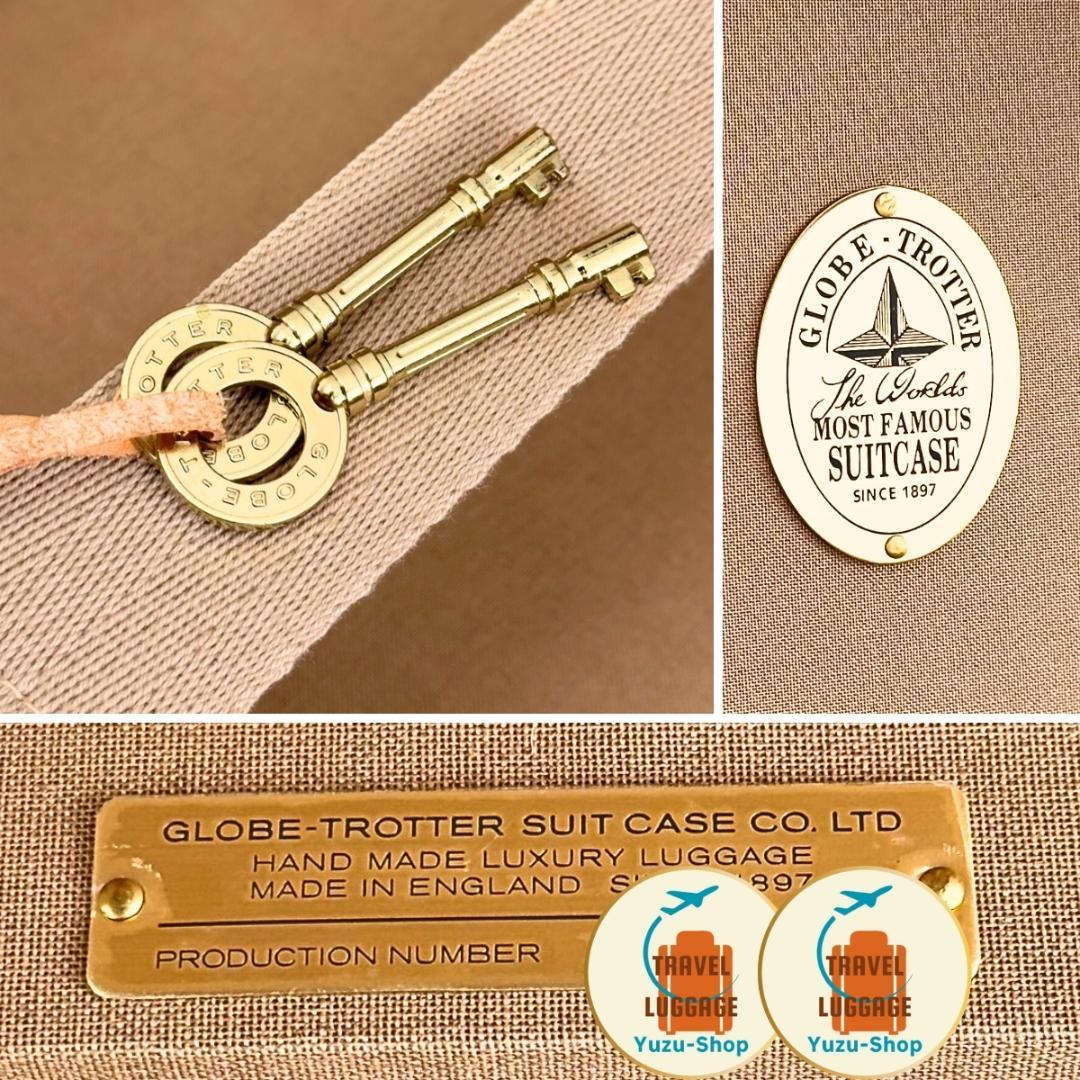 GLOBE-TROTTER
GLOBE-TROTTER
GLOBE-TROTTER
The Worlds
MOST FAMOUS
SUITCASE
SINCE 1897
GLOBE-TROTTER SUIT CASE CO. LTD
HAND MADE LUXURY LUGGAGE
MADE IN ENGLAND
PRODUCTION NUMBER
TRAVEL
LUGGAGE
Yuzu-Shop
TRAVEL
LUGGAGE
Yuzu-Shop